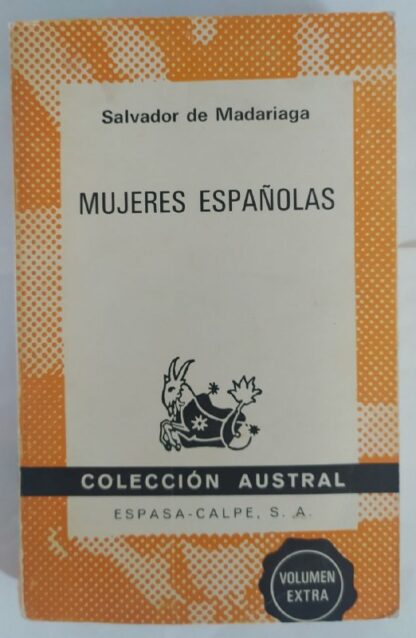 Salvador de Madariaga
MUJERES ESPAÑOLAS
COLECCIÓN AUSTRAL
ESPASA-CALPE, S. A.
VOLUMEN
EXTRA